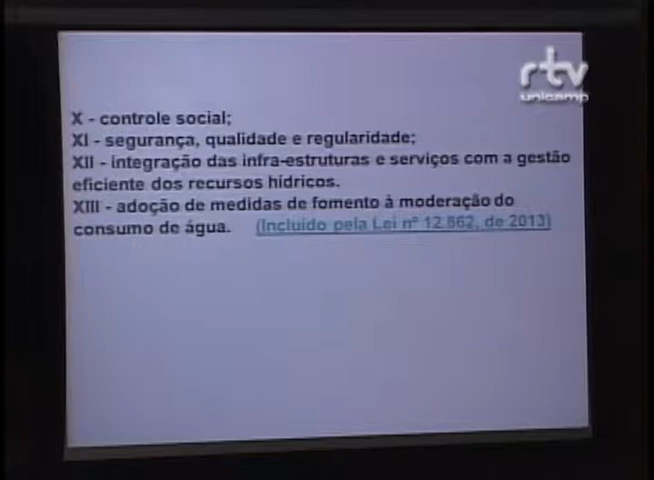 rtv
unicamp
X - controle social;
XI - segurança, qualidade e regularidade;
XII - integração das infra-estruturas e serviços com a gestão
eficiente dos recursos hídricos.
XIII - adoção de medidas de fomento à moderação do
consumo de água. (Incluído pela Lei nº 12.862, de 2013)